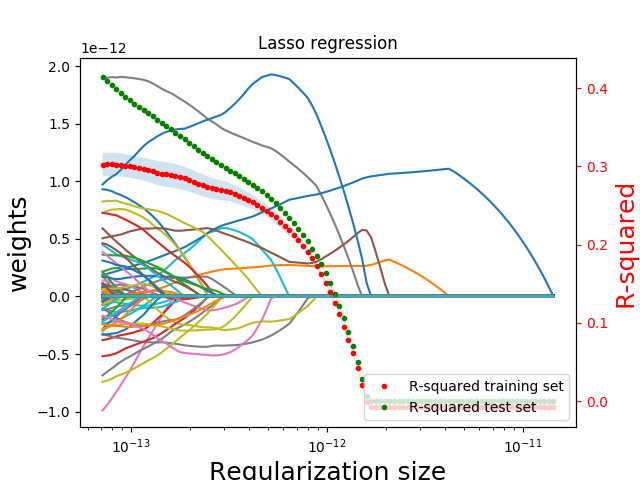 Lasso regression
1e−12
2.0
1.5
1.0
0.5
0.0
−0.5
−1.0
weights
0.4
0.3
0.2
0.1
0.0
R-squared
R-squared training set
R-squared test set
10⁻¹³
10⁻¹²
10⁻¹¹
Regularization size